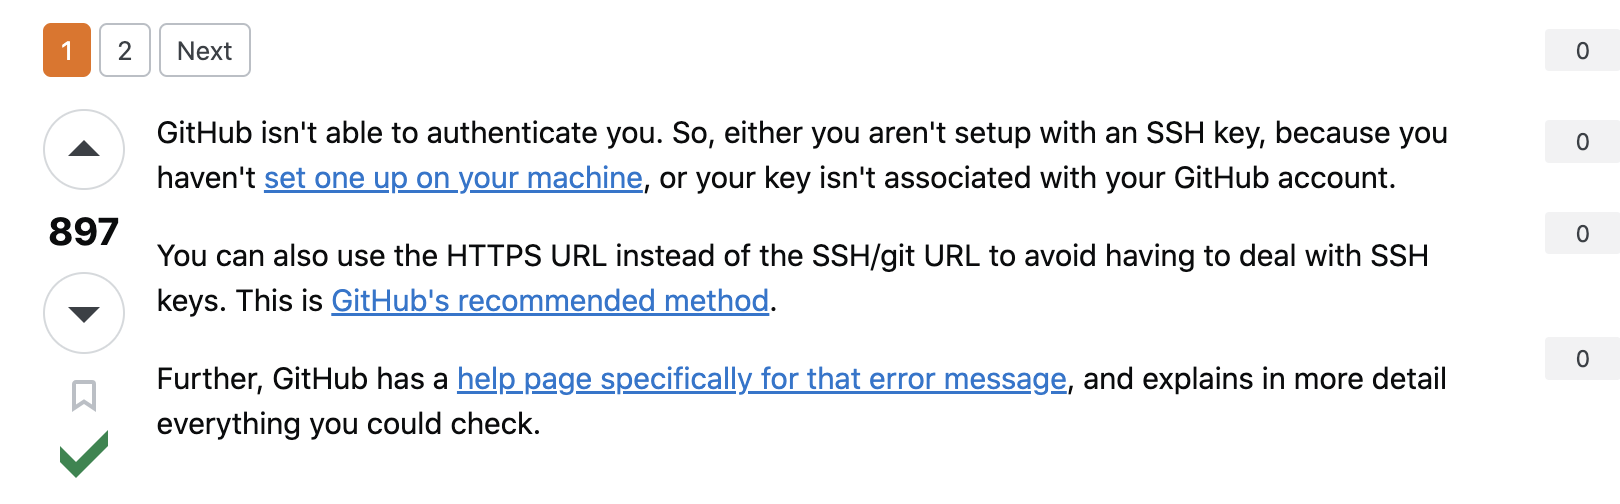 1 2 Next
0
GitHub isn't able to authenticate you. So, either you aren't setup with an SSH key, because you
0
haven't set one up on your machine, or your key isn't associated with your GitHub account.
897
0
You can also use the HTTPS URL instead of the SSH/git URL to avoid having to deal with SSH
keys. This is GitHub's recommended method.
0
Further, GitHub has a help page specifically for that error message, and explains in more detail
everything you could check.